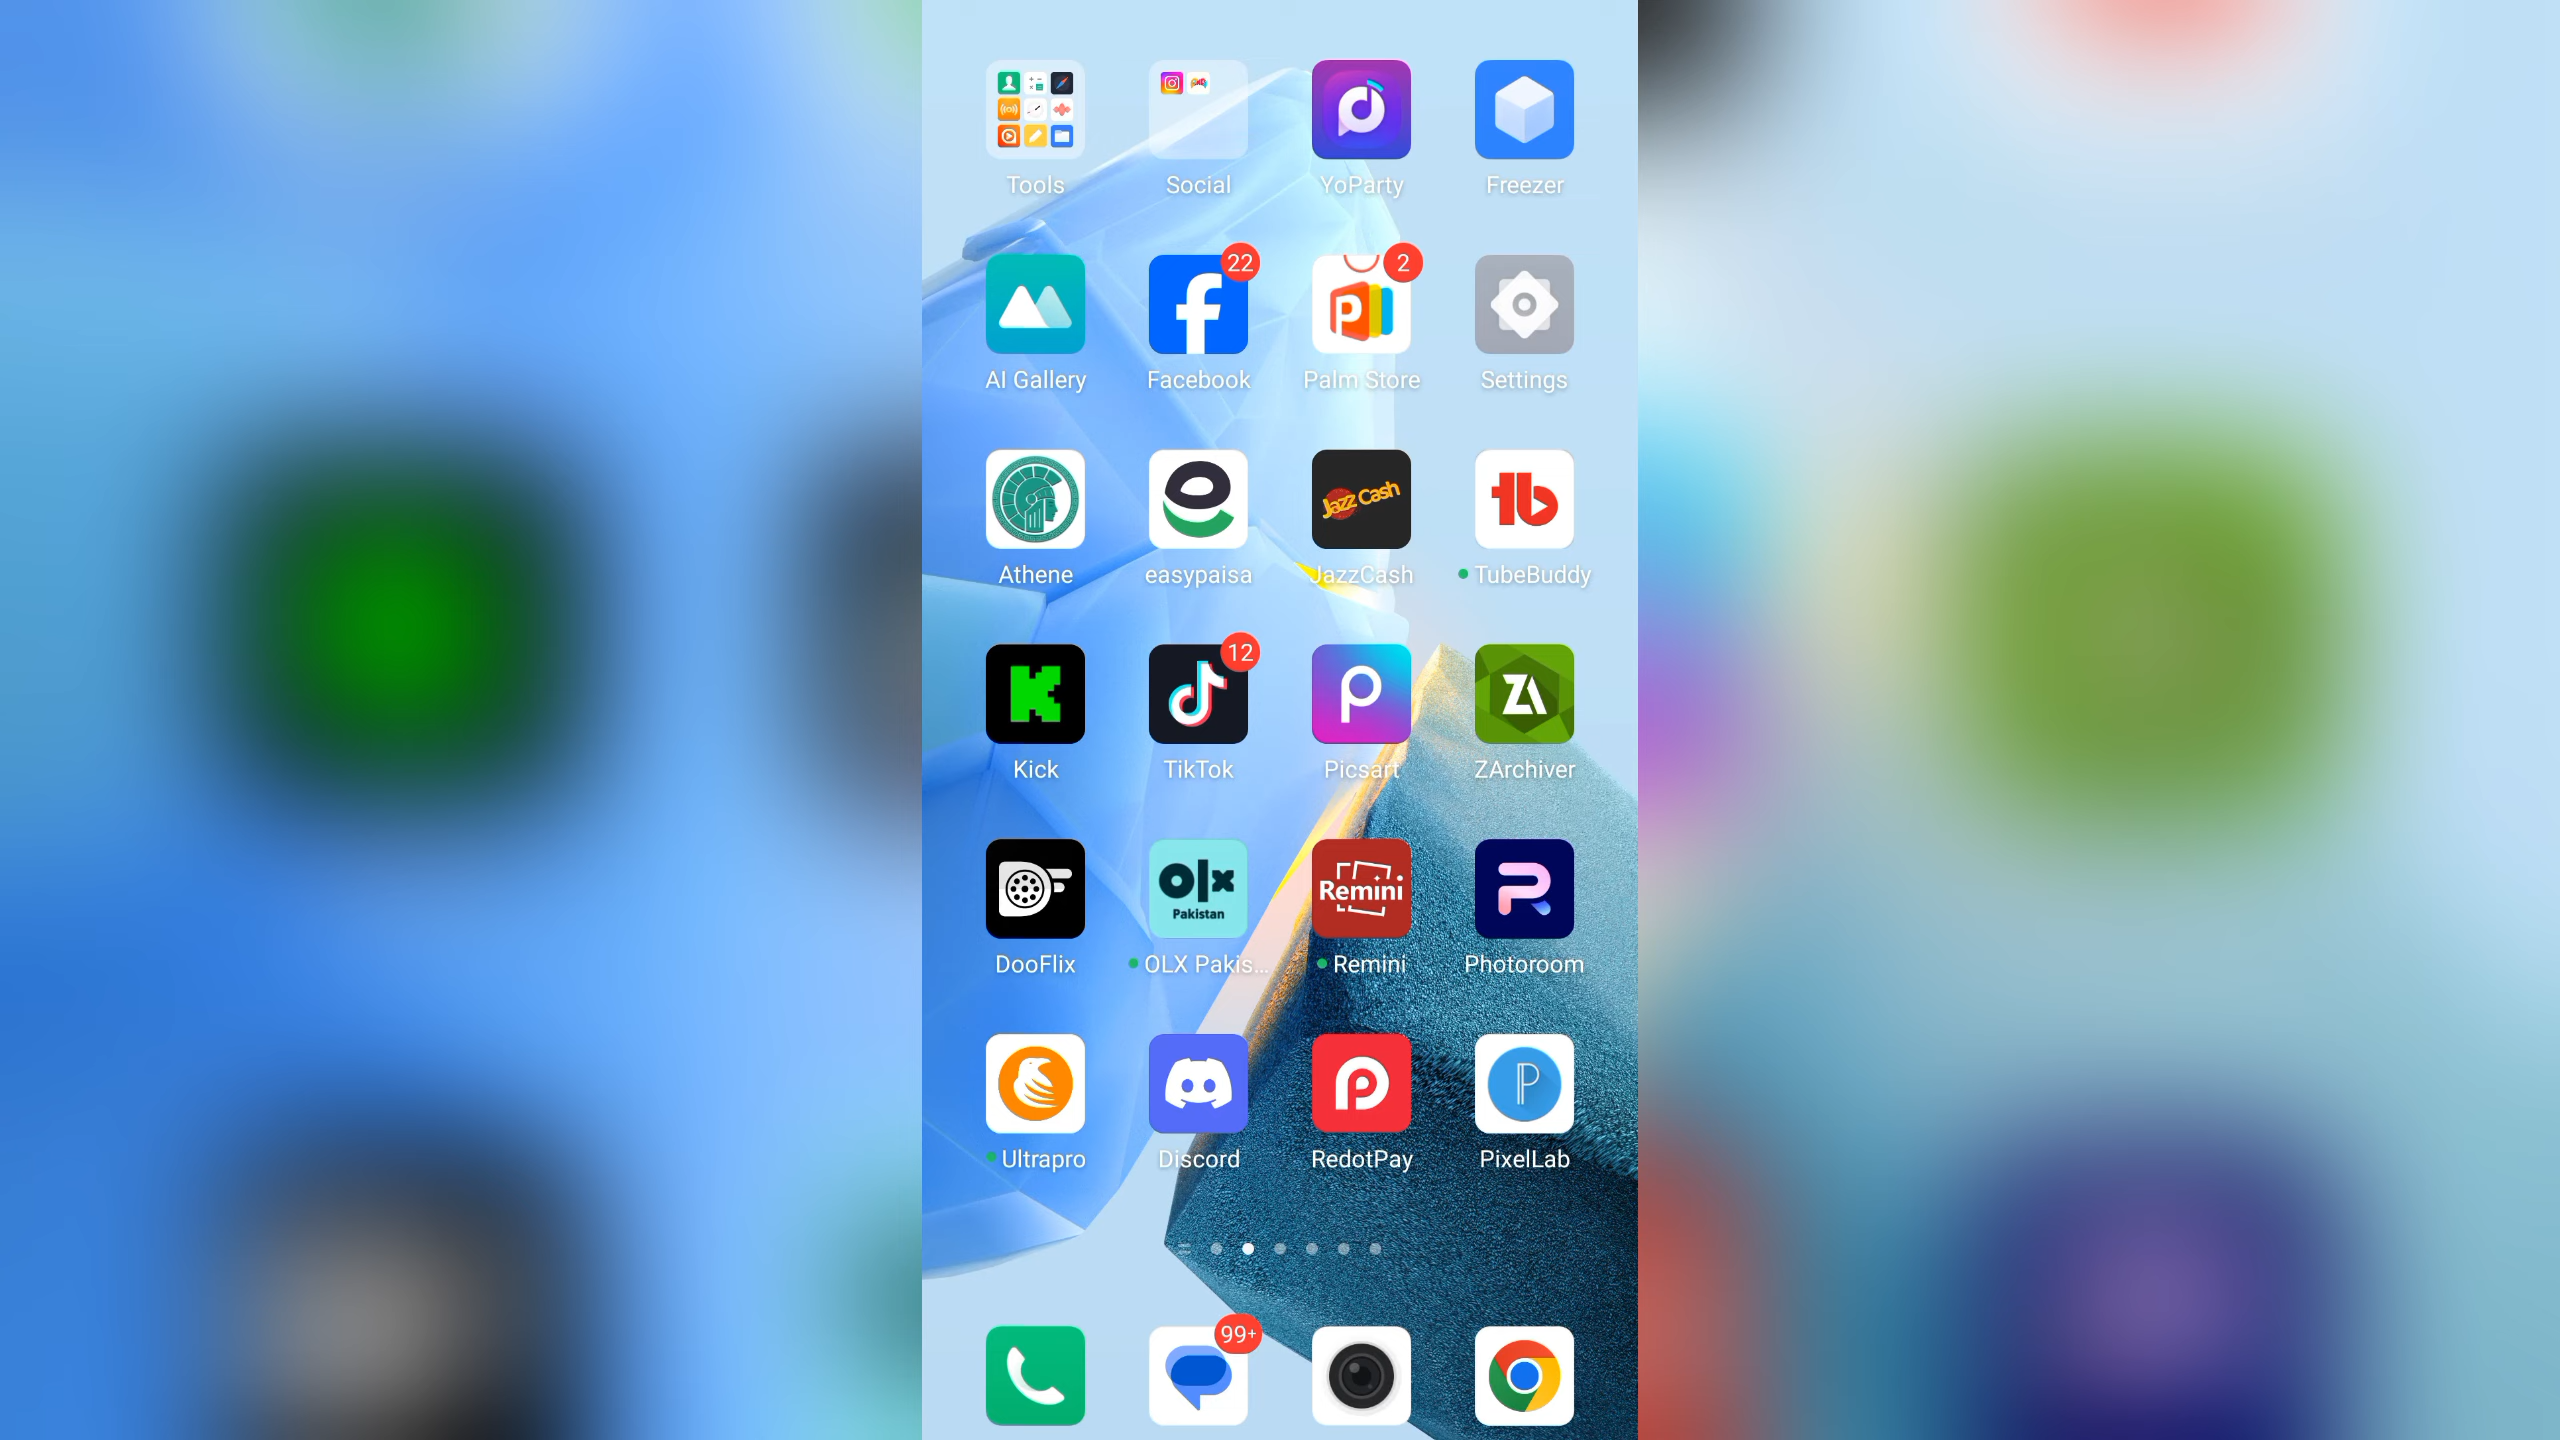 Tools Social YoParty Freezer
22 2
AI Gallery Facebook Palm Store Settings
Jazz Cash
Athene easypaisa JazzCash TubeBuddy
12
ZA
Kick TikTok Picsart ZArchiver
olx
Pakistan
Remini
DooFlix OLX Pakis... Remini Photoroom
Ultrapro Discord RedotPay PixelLab
99+